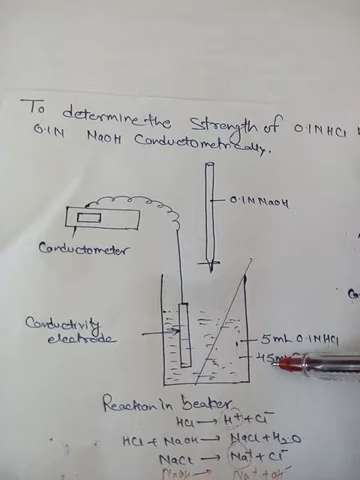 To determine the Strength of 0.1N HCl
0.1N NaOH Conductometrically.
0.1N NaOH
Conductometer
Conductivity
electrode
5mL 0.1N HCl
45m
Reaction in beaker
HCl → H⁺ + Cl⁻
HCl + NaOH → NaCl + H₂O
NaCl → Na⁺ + Cl⁻
NaOH → Na⁺ + OH⁻